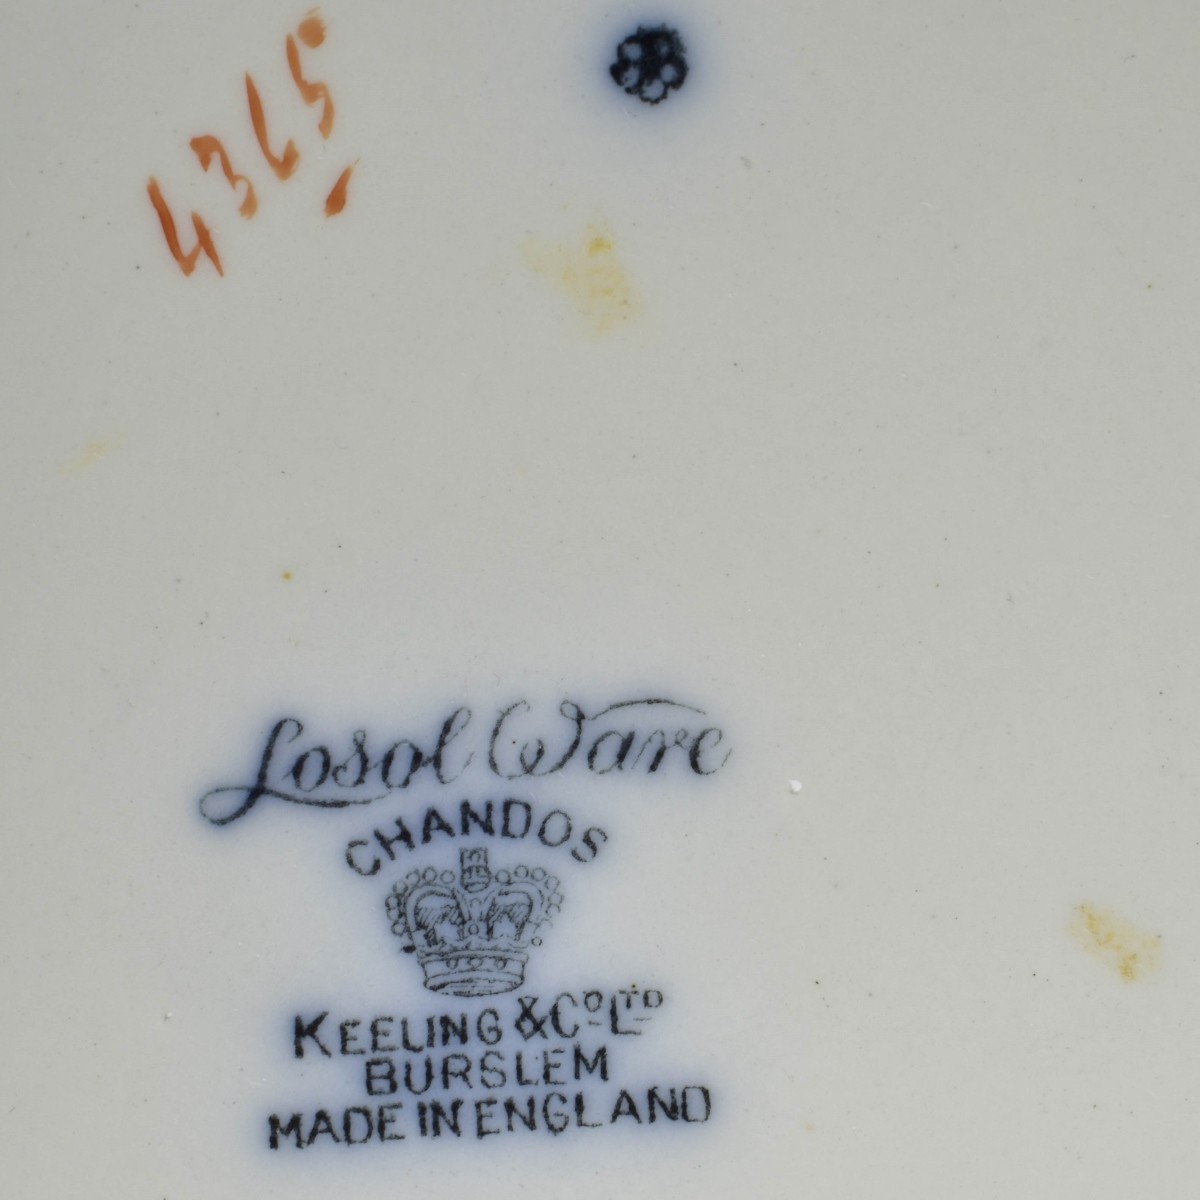 4365
Losol Ware
CHANDOS
KEELING & Co LTD
BURSLEM
MADE IN ENGLAND